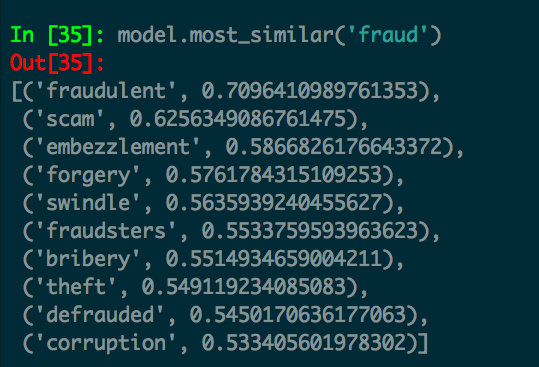 In [35]: model.most_similar('fraud')
Out[35]:
[('fraudulent', 0.7096410989761353),
 ('scam', 0.6256349086761475),
 ('embezzlement', 0.5866826176643372),
 ('forgery', 0.5761784315109253),
 ('swindle', 0.5635939240455627),
 ('fraudsters', 0.5533759593963623),
 ('bribery', 0.5514934659004211),
 ('theft', 0.549119234085083),
 ('defrauded', 0.5450170636177063),
 ('corruption', 0.533405601978302)]